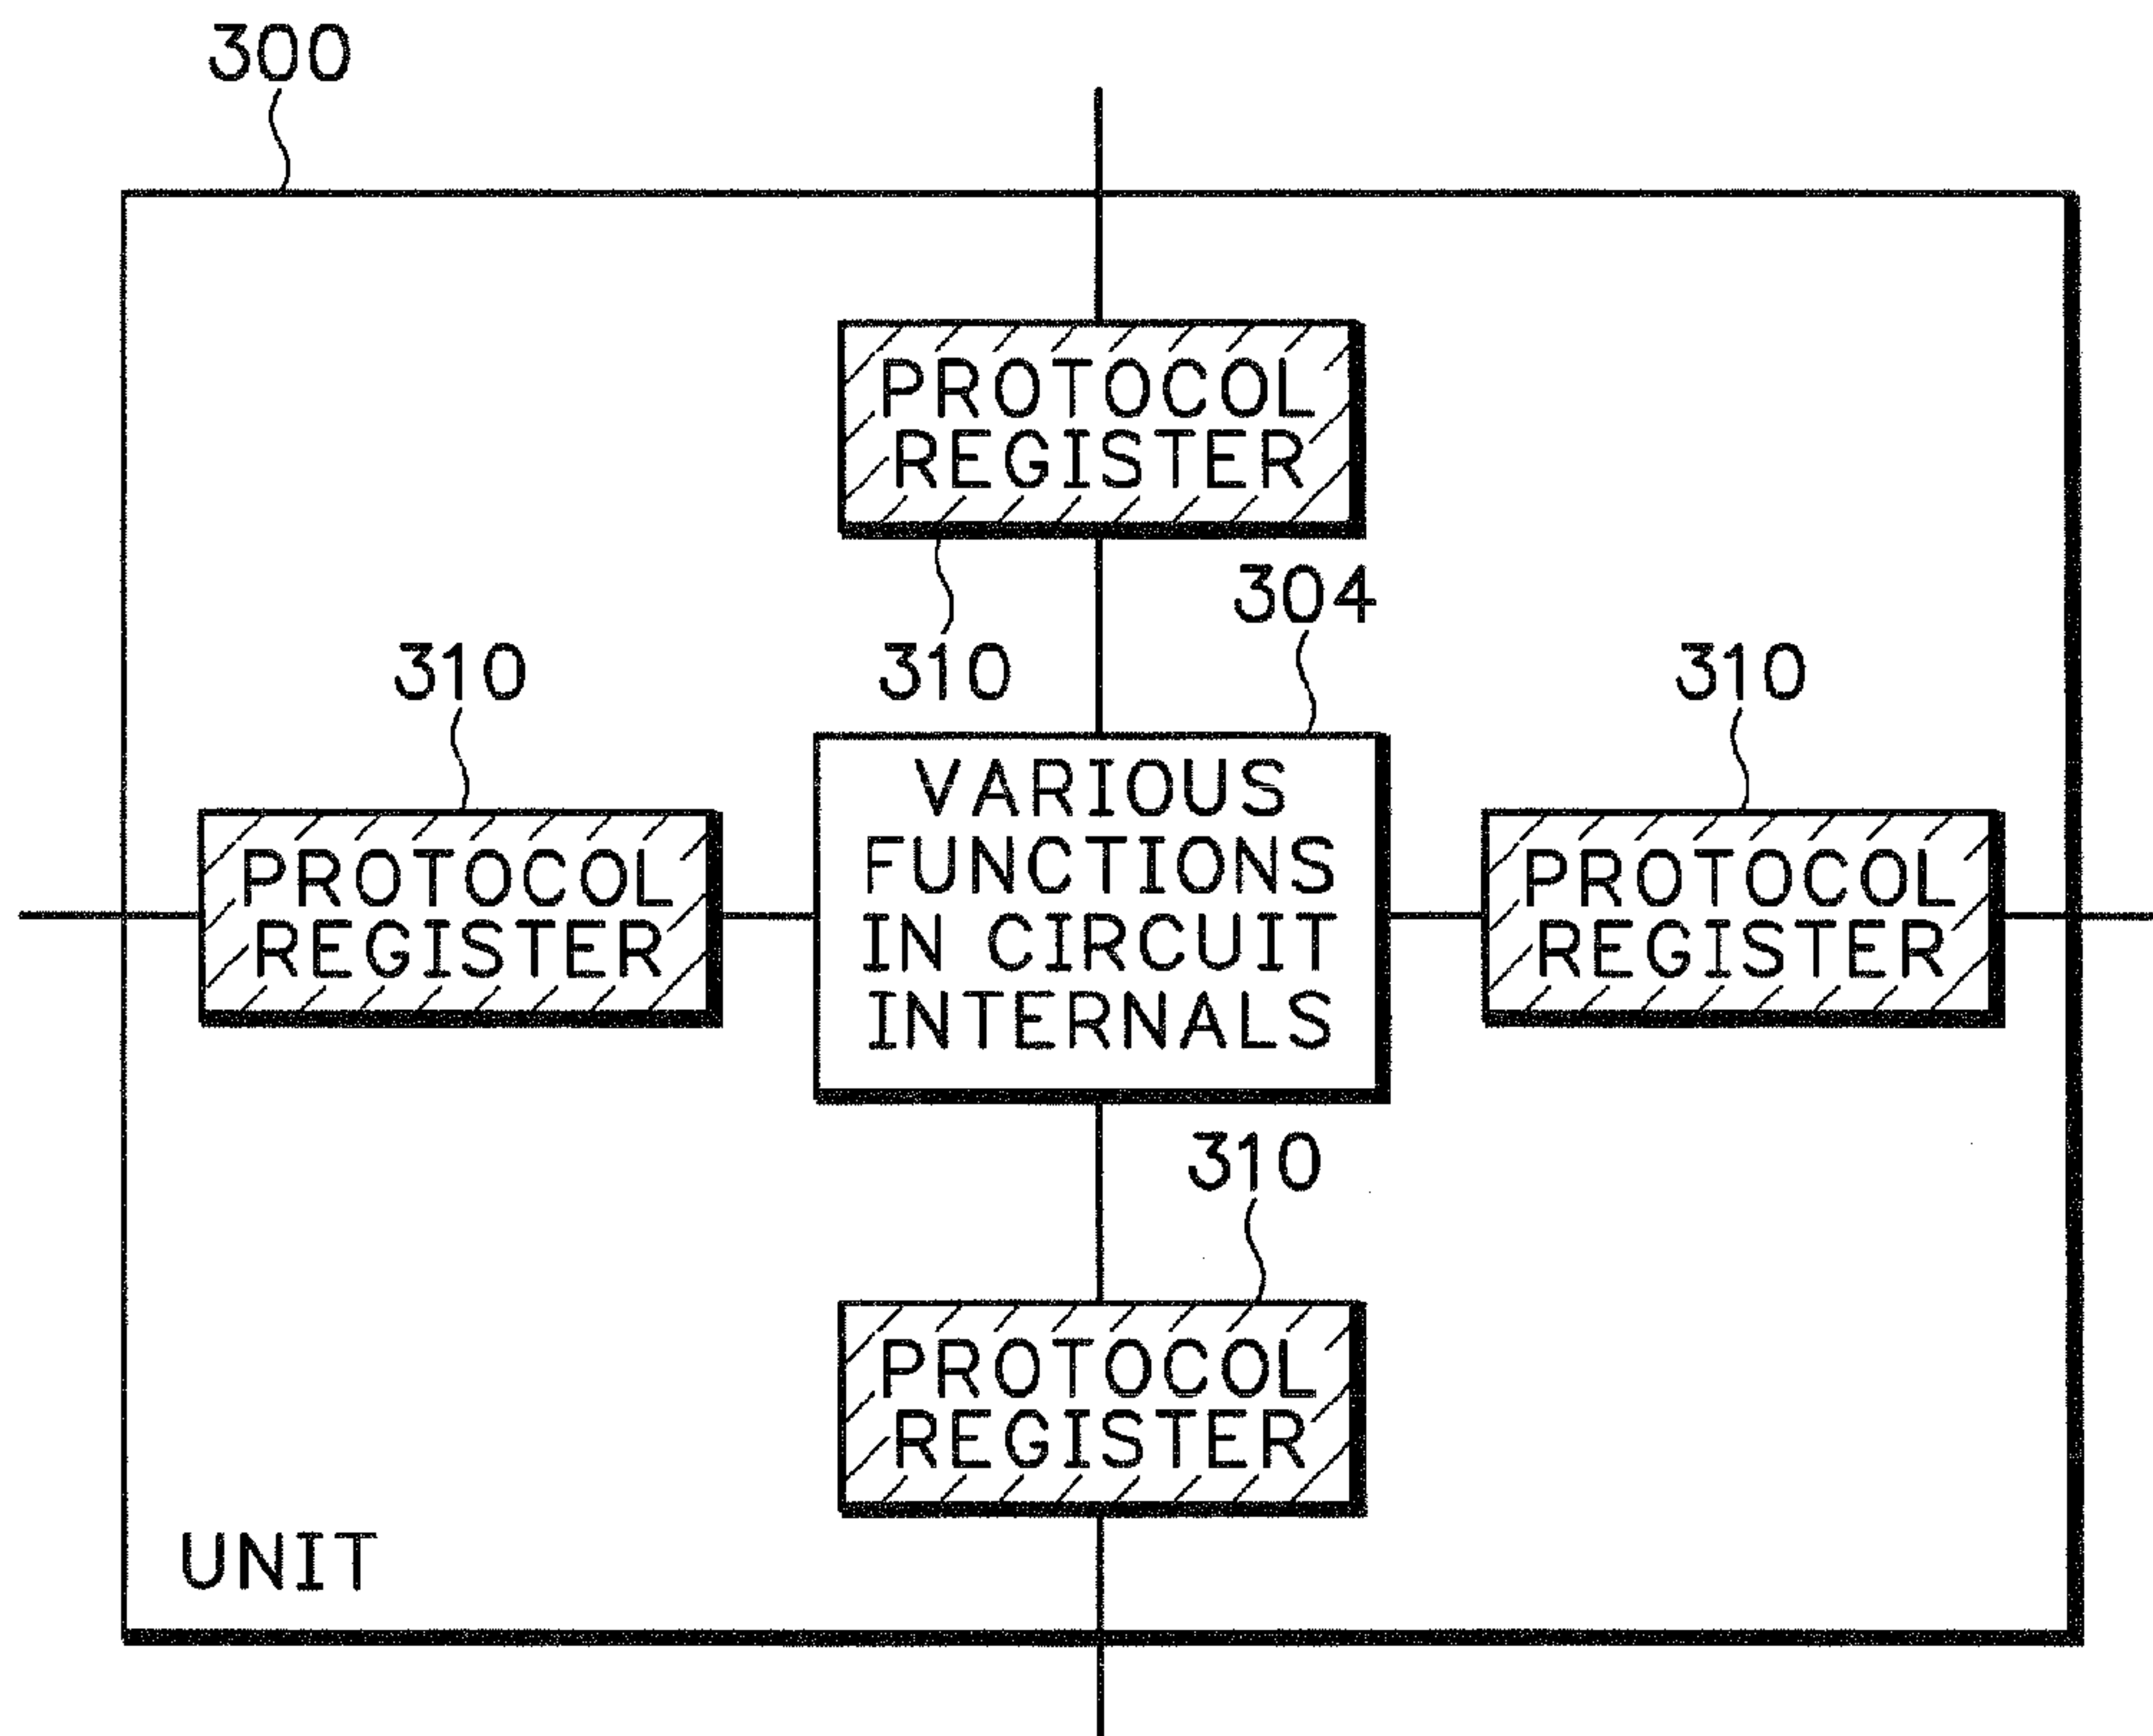 300
PROTOCOL
REGISTER
310
304
310
310
PROTOCOL
REGISTER
VARIOUS
FUNCTIONS
IN CIRCUIT
INTERNALS
PROTOCOL
REGISTER
310
PROTOCOL
REGISTER
UNIT